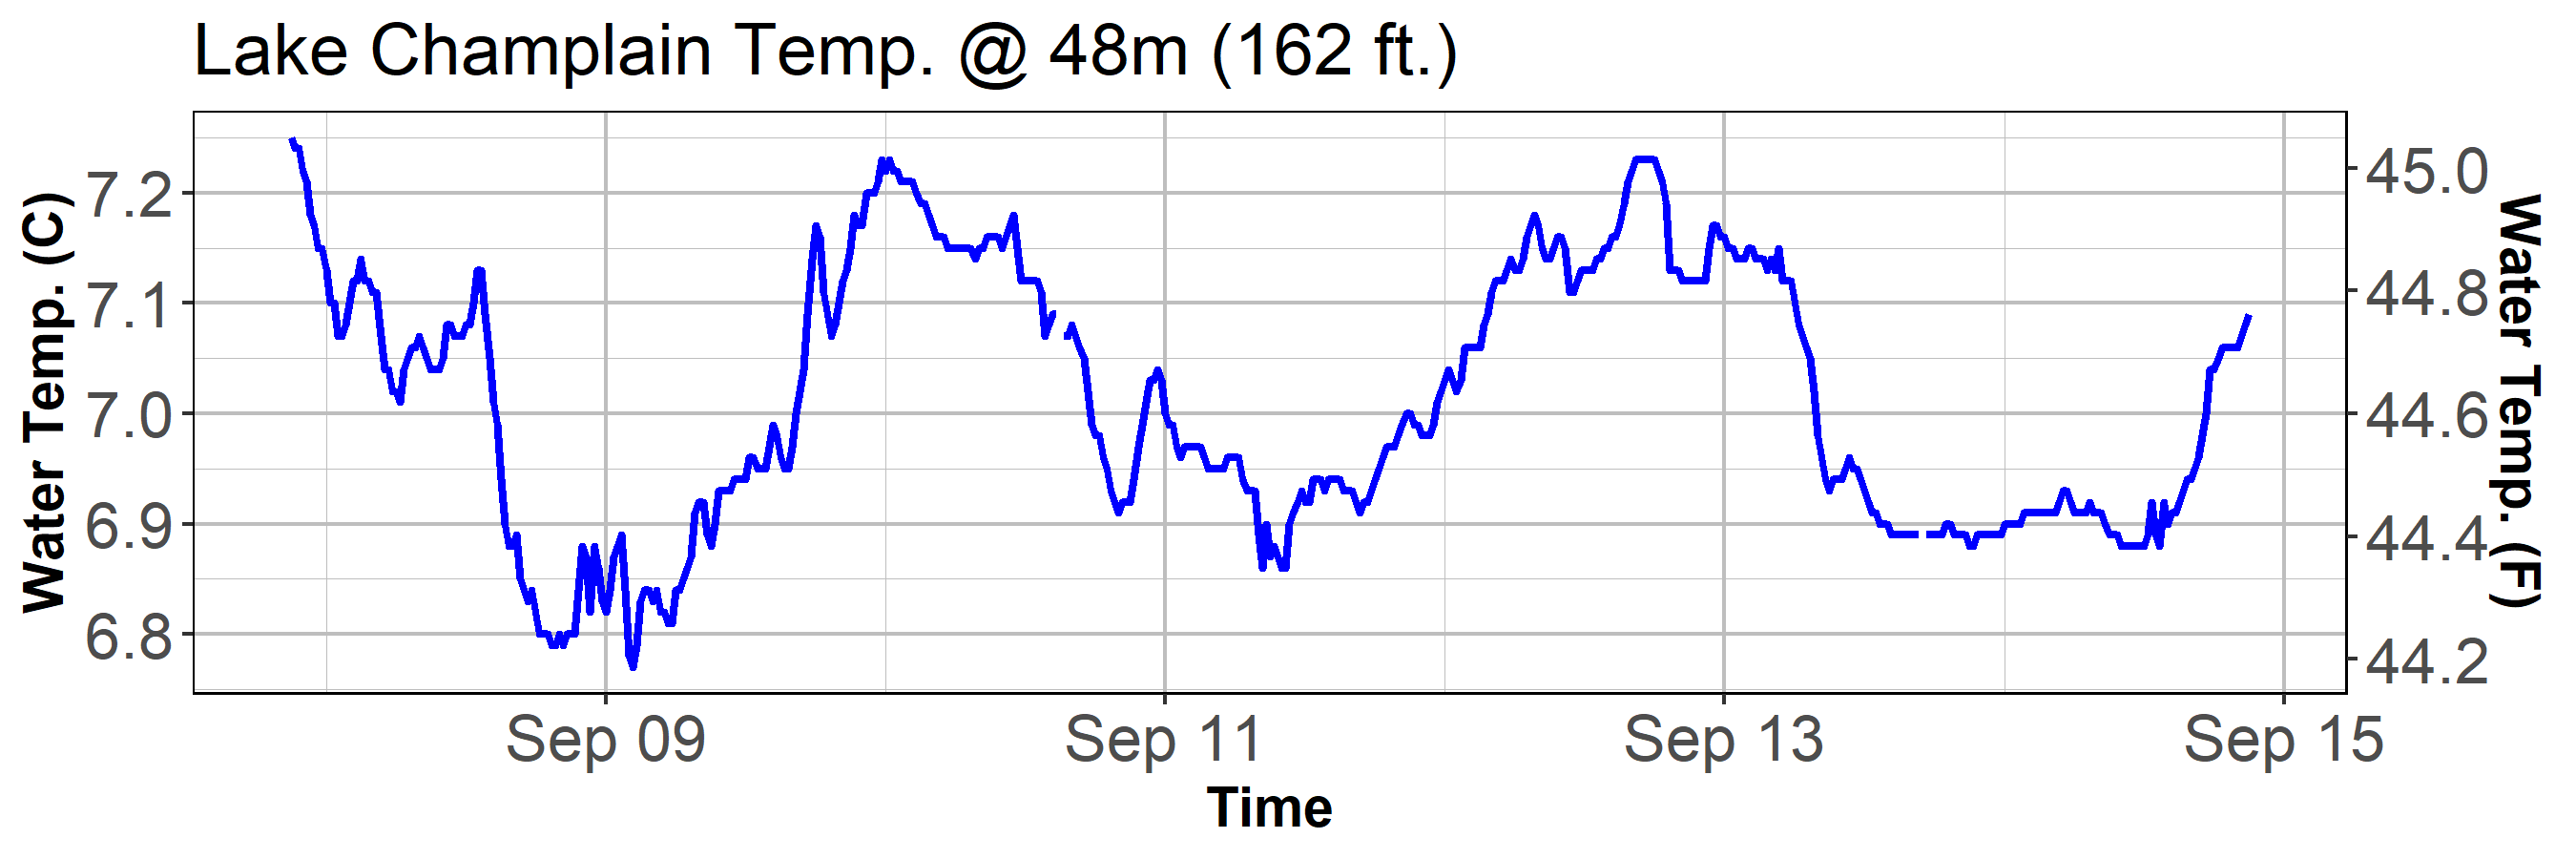 Lake Champlain Temp. @ 48m (162 ft.)
Water Temp. (C)
7.2
7.1
7.0
6.9
6.8
45.0
44.8
44.6
44.4
44.2
Water Temp. (F)
Sep 09
Sep 11
Sep 13
Sep 15
Time